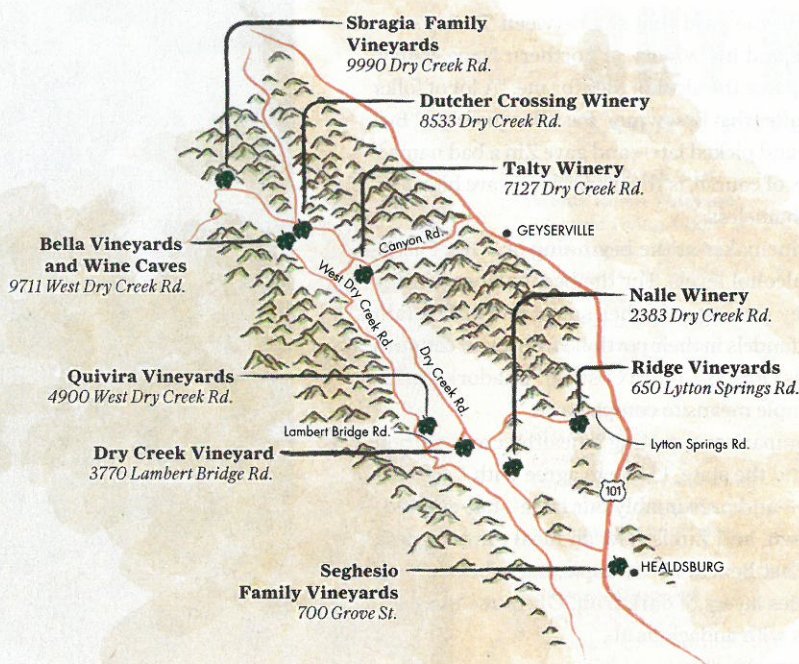 Sbragia Family
Vineyards
9990 Dry Creek Rd.
Dutcher Crossing Winery
8533 Dry Creek Rd.
Talty Winery
7127 Dry Creek Rd.
Canyon Rd.
GEYSERVILLE
Bella Vineyards
and Wine Caves
9711 West Dry Creek Rd.
West Dry Creek Rd.
Nalle Winery
2383 Dry Creek Rd.
Dry Creek Rd.
Quivira Vineyards
4900 West Dry Creek Rd.
Ridge Vineyards
650 Lytton Springs Rd.
Lambert Bridge Rd.
Lytton Springs Rd.
Dry Creek Vineyard
3770 Lambert Bridge Rd.
101
Seghesio
Family Vineyards
700 Grove St.
HEALDSBURG